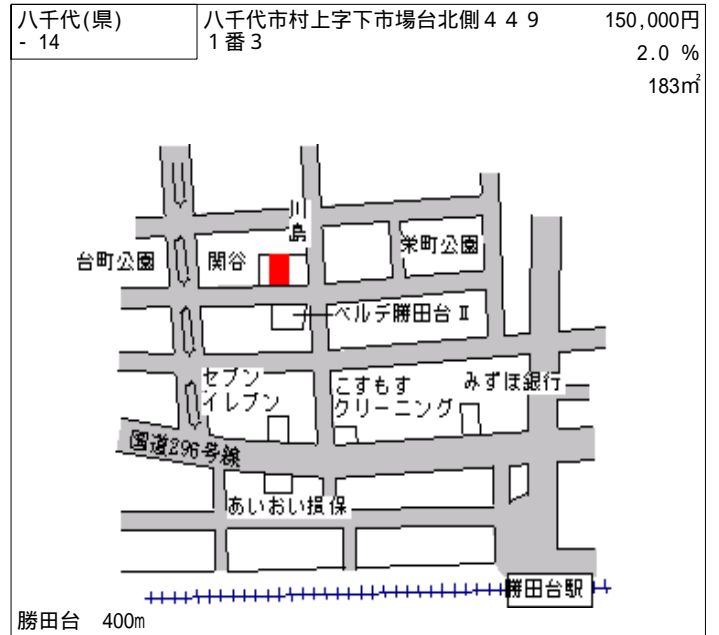 八千代(県)
- 14
八千代市村上字下市場台北側４４９
１番３
150,000円
2.0 %
183㎡
川島
台町公園
関谷
栄町公園
ベルデ勝田台Ⅱ
セブン
イレブン
こすもす
クリーニング
みずほ銀行
国道296号線
あいおい損保
勝田台駅
勝田台 400m